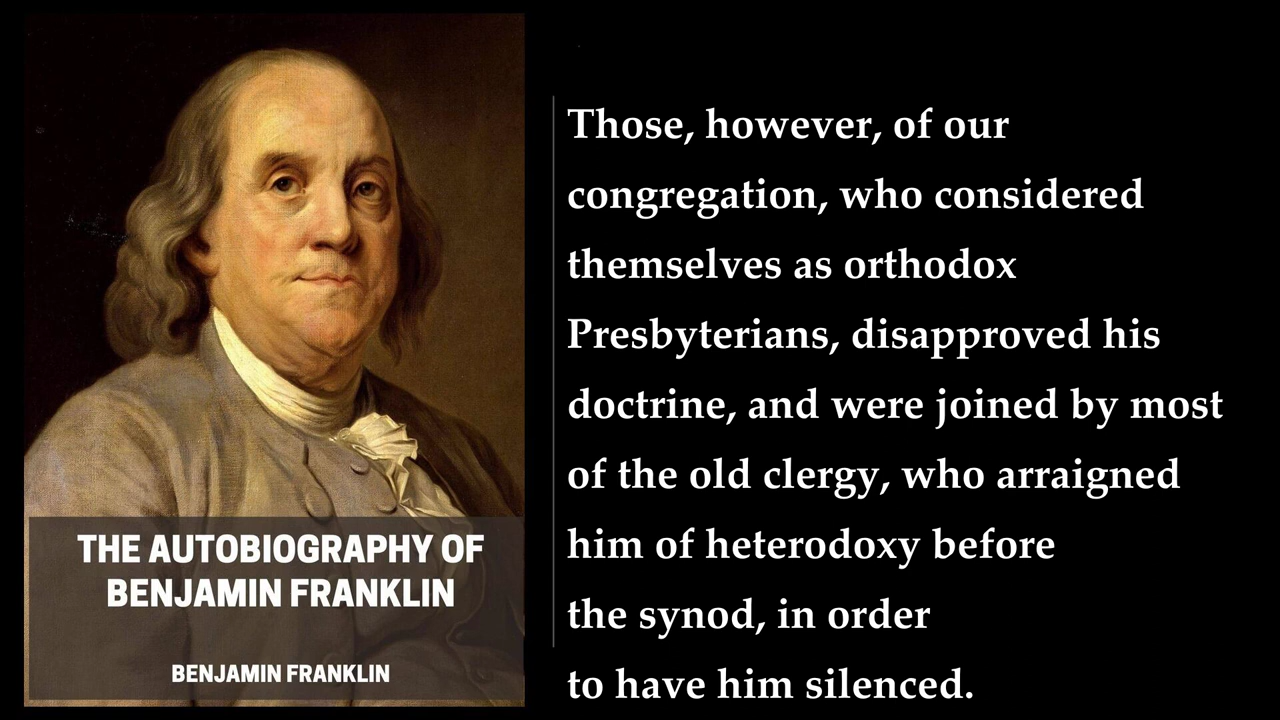 THE AUTOBIOGRAPHY OF
BENJAMIN FRANKLIN
BENJAMIN FRANKLIN
Those, however, of our
congregation, who considered
themselves as orthodox
Presbyterians, disapproved his
doctrine, and were joined by most
of the old clergy, who arraigned
him of heterodoxy before
the synod, in order
to have him silenced.